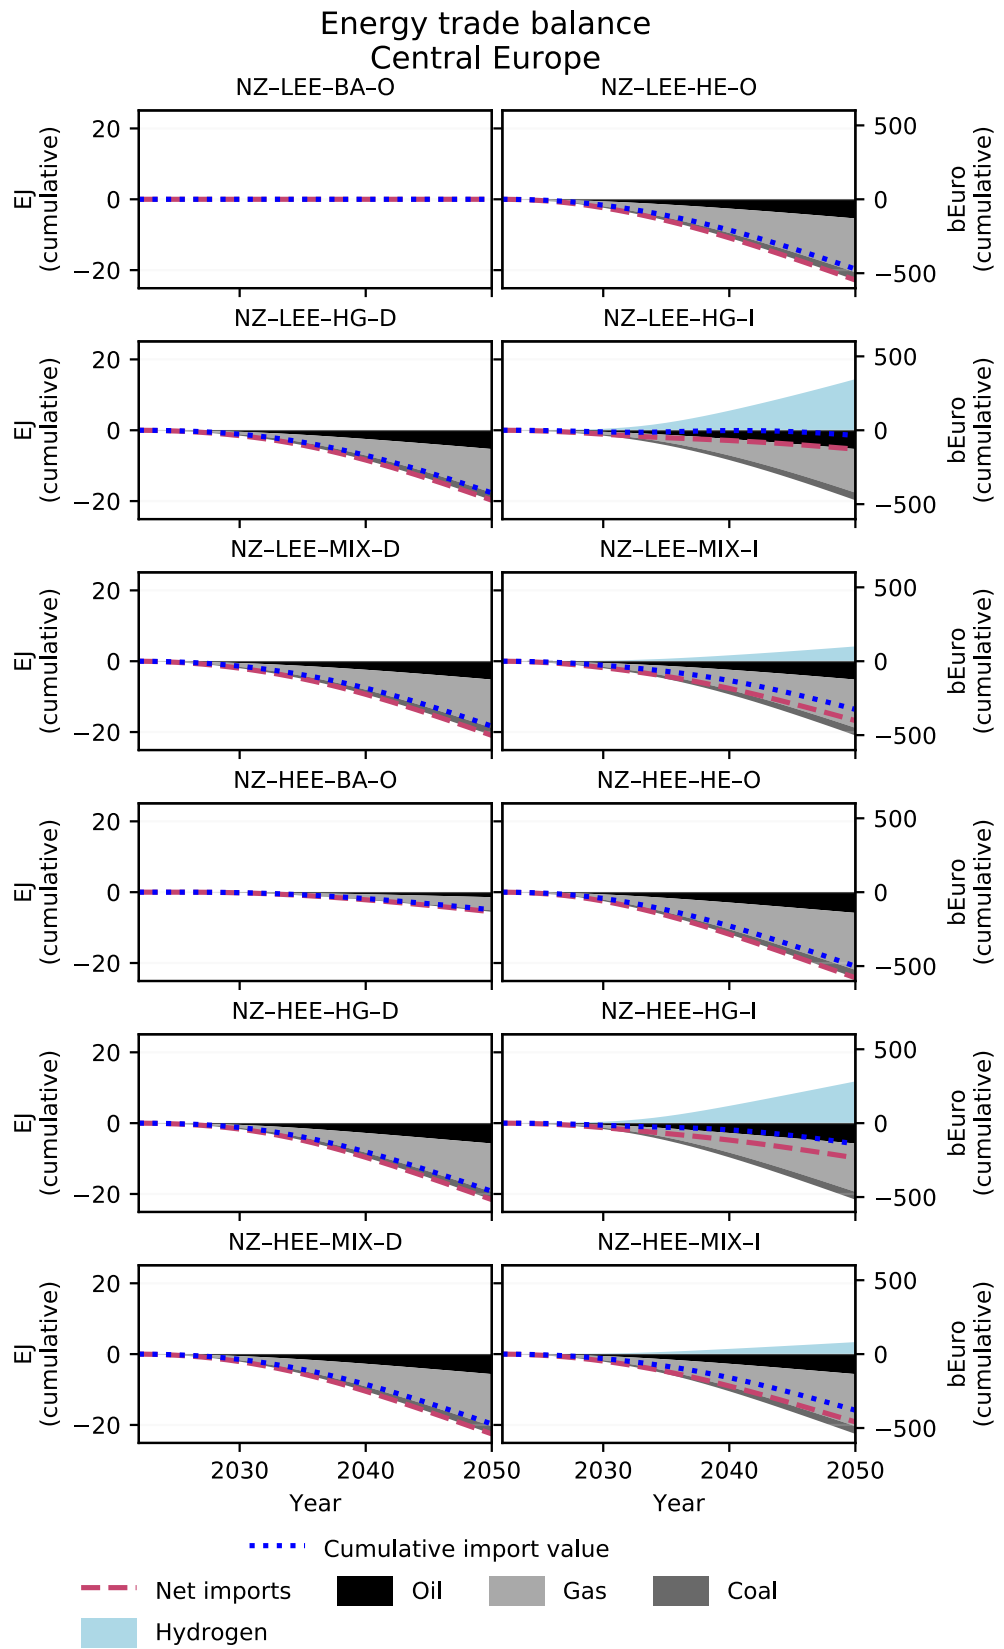 Energy trade balance
Central Europe
NZ–LEE–BA–O
NZ–LEE–HE–O
20
0
−20
EJ
(cumulative)
500
0
−500
bEuro
(cumulative)
NZ–LEE–HG–D
NZ–LEE–HG–I
20
0
−20
EJ
(cumulative)
500
0
−500
bEuro
(cumulative)
NZ–LEE–MIX–D
NZ–LEE–MIX–I
20
0
−20
EJ
(cumulative)
500
0
−500
bEuro
(cumulative)
NZ–HEE–BA–O
NZ–HEE–HE–O
20
0
−20
EJ
(cumulative)
500
0
−500
bEuro
(cumulative)
NZ–HEE–HG–D
NZ–HEE–HG–I
20
0
−20
EJ
(cumulative)
500
0
−500
bEuro
(cumulative)
NZ–HEE–MIX–D
NZ–HEE–MIX–I
20
0
−20
EJ
(cumulative)
500
0
−500
bEuro
(cumulative)
2030 2040 2050
2030 2040 2050
Year
Year
Cumulative import value
Net imports Oil Gas Coal
Hydrogen